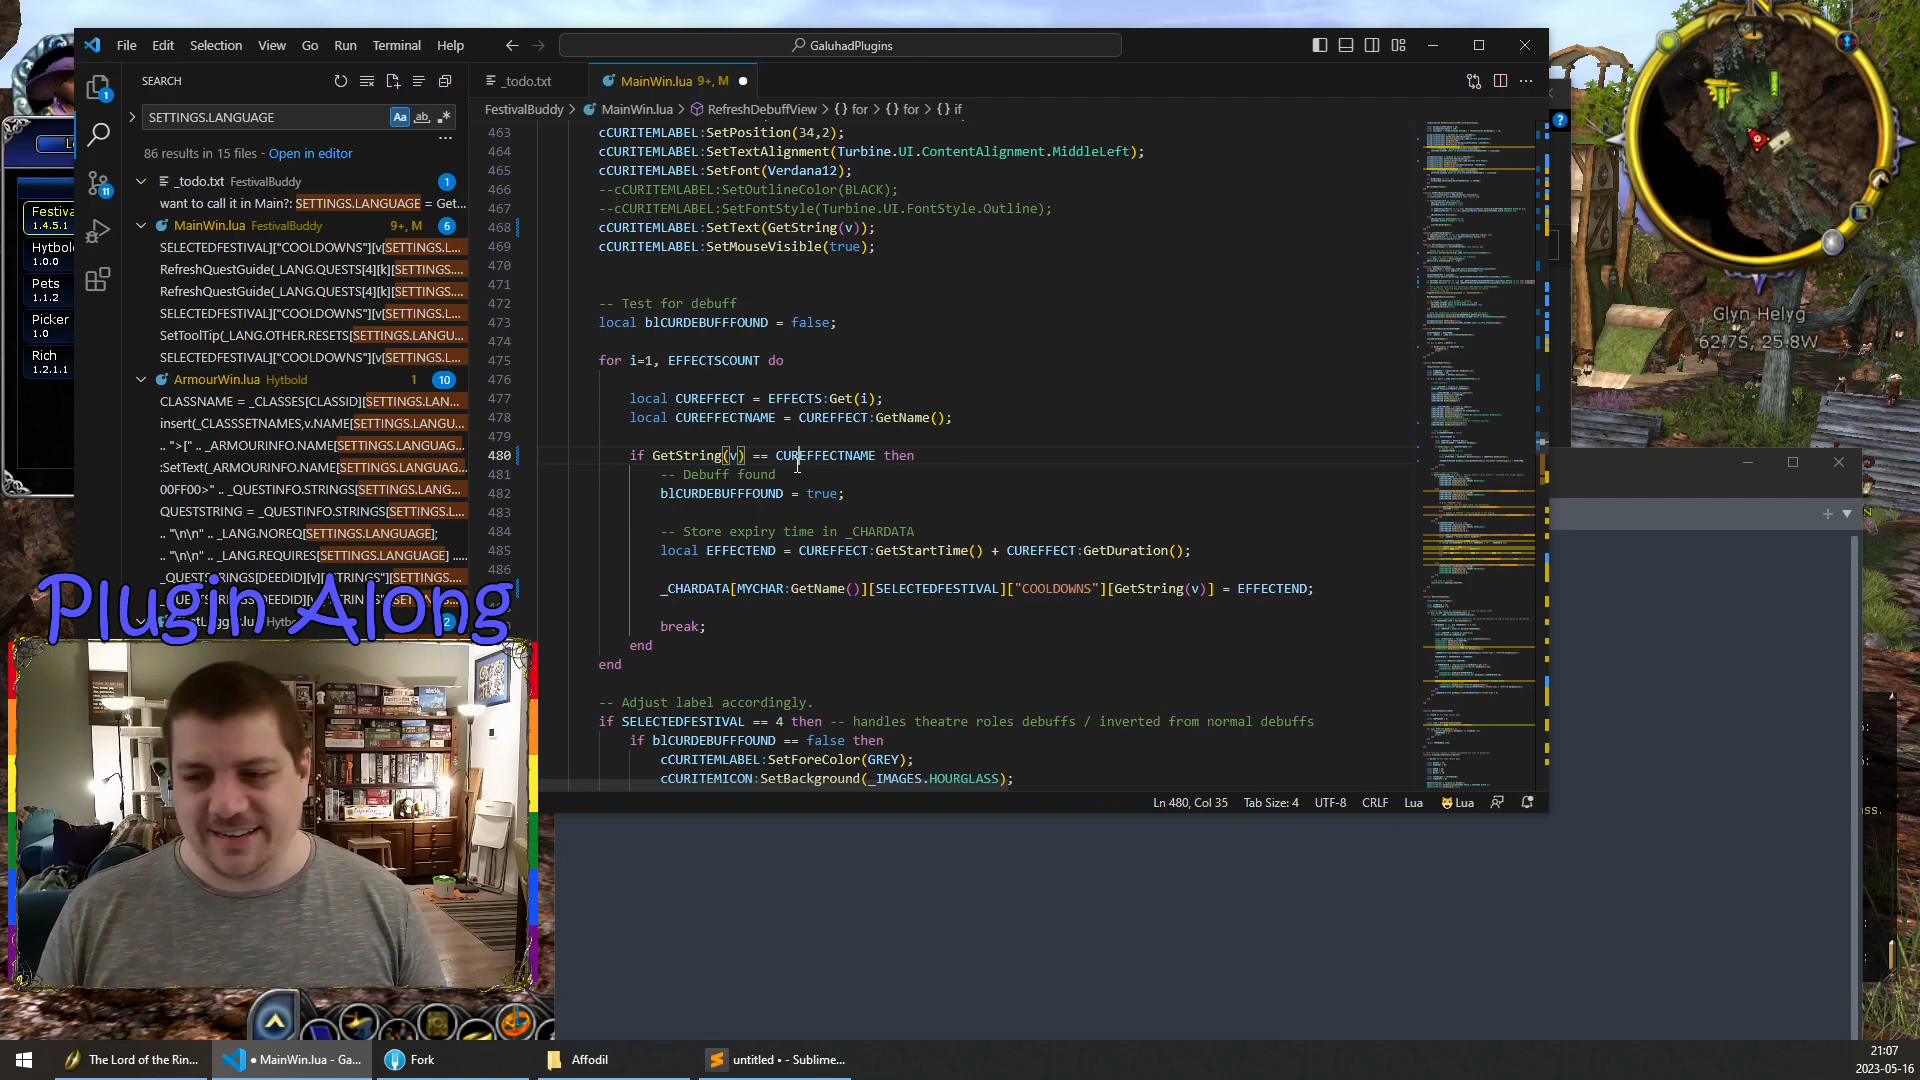 File Edit Selection View Go Run Terminal Help
GaluhadPlugins
SEARCH
_todo.txt
MainWin.lua 9+, M
SETTINGS.LANGUAGE
Aa
ab
86 results in 15 files - Open in editor
_todo.txt FestivalBuddy 1
want to call it in Main?: SETTINGS.LANGUAGE = Get...
MainWin.lua FestivalBuddy 9+, M 6
SELECTEDFESTIVAL]["COOLDOWNS"][v[SETTINGS.L...
RefreshQuestGuide(_LANG.QUESTS[4][k][SETTINGS.L...
RefreshQuestGuide(_LANG.QUESTS[4][k][SETTINGS.L...
SELECTEDFESTIVAL]["COOLDOWNS"][v[SETTINGS.L...
SetToolTip(_LANG.OTHER.RESETS[SETTINGS.LANGU...
SELECTEDFESTIVAL]["COOLDOWNS"][v[SETTINGS.L...
ArmourWin.lua Hytbold 1 10
CLASSNAME = _CLASSES[CLASSID][SETTINGS.LAN...
insert(_CLASSSETNAMES,v.NAME[SETTINGS.LANGU...
.. ">[" .. _ARMOURINFO.NAME[SETTINGS.LANGUAG...
:SetText(_ARMOURINFO.NAME[SETTINGS.LANGUAG...
00FF00>" .. _QUESTINFO.STRINGS[SETTINGS.LANG...
QUESTSTRING = _QUESTINFO.STRINGS[SETTINGS.L...
.. "\n\n" .. _LANG.NOREQ[SETTINGS.LANGUAGE];
.. "\n\n" .. _LANG.REQUIRES[SETTINGS.LANGUAGE] .....
_QUESTSTRINGS[DEEDID][v]["STRINGS"][SETTINGS...
Festiva
1.4.5.1
Hytbold
1.0.0
Pets
1.1.2
Picker
1.0
Rich
1.2.1.1
Plugin Along
FestivalBuddy > MainWin.lua > RefreshDebuffView > {} for > {} for > {} if
463 cCURITEMLABEL:SetPosition(34,2);
464 cCURITEMLABEL:SetTextAlignment(Turbine.UI.ContentAlignment.MiddleLeft);
465 cCURITEMLABEL:SetFont(Verdana12);
466 --cCURITEMLABEL:SetOutlineColor(BLACK);
467 --cCURITEMLABEL:SetFontStyle(Turbine.UI.FontStyle.Outline);
468 cCURITEMLABEL:SetText(GetString(v));
469 cCURITEMLABEL:SetMouseVisible(true);
470
471
472 -- Test for debuff
473 local blCURDEBUFFFOUND = false;
474
475 for i=1, EFFECTSCOUNT do
476
477 local CUREFFECT = EFFECTS:Get(i);
478 local CUREFFECTNAME = CUREFFECT:GetName();
479
480 if GetString(v) == CUREFFECTNAME then
481 -- Debuff found
482 blCURDEBUFFFOUND = true;
483
484 -- Store expiry time in _CHARDATA
485 local EFFECTEND = CUREFFECT:GetStartTime() + CUREFFECT:GetDuration();
486
_CHARDATA[MYCHAR:GetName()][SELECTEDFESTIVAL]["COOLDOWNS"][GetString(v)] = EFFECTEND;
break;
end
end
-- Adjust label accordingly.
if SELECTEDFESTIVAL == 4 then -- handles theatre roles debuffs / inverted from normal debuffs
if blCURDEBUFFFOUND == false then
cCURITEMLABEL:SetForeColor(GREY);
cCURITEMICON:SetBackground(_IMAGES.HOURGLASS);
Ln 480, Col 35 Tab Size: 4 UTF-8 CRLF Lua Lua
Glyn Helyg
62.7S, 25.8W
The Lord of the Rin...
• MainWin.lua - Ga...
Fork
Affodil
untitled • - Sublime...
21:07
2023-05-16